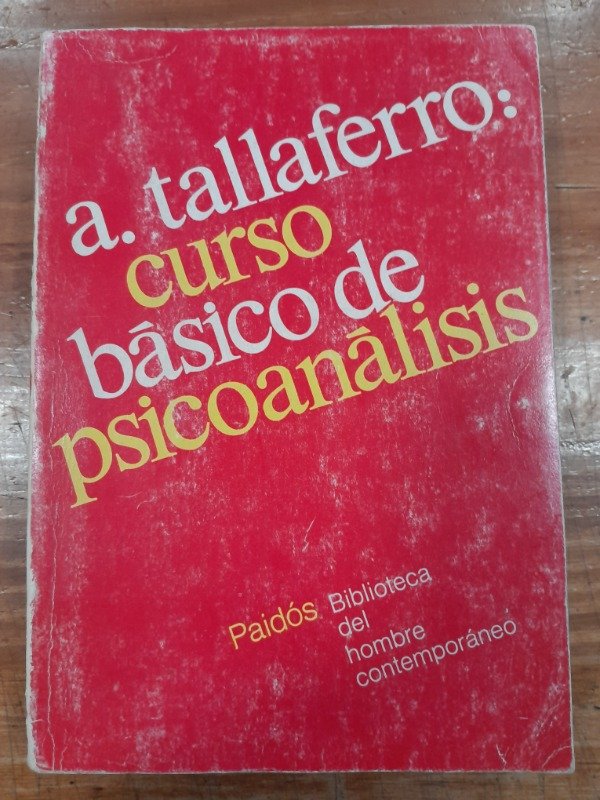 a. tallaferro:
curso
básico de
psicoanálisis
Paidós Biblioteca
del
hombre
contemporáneo